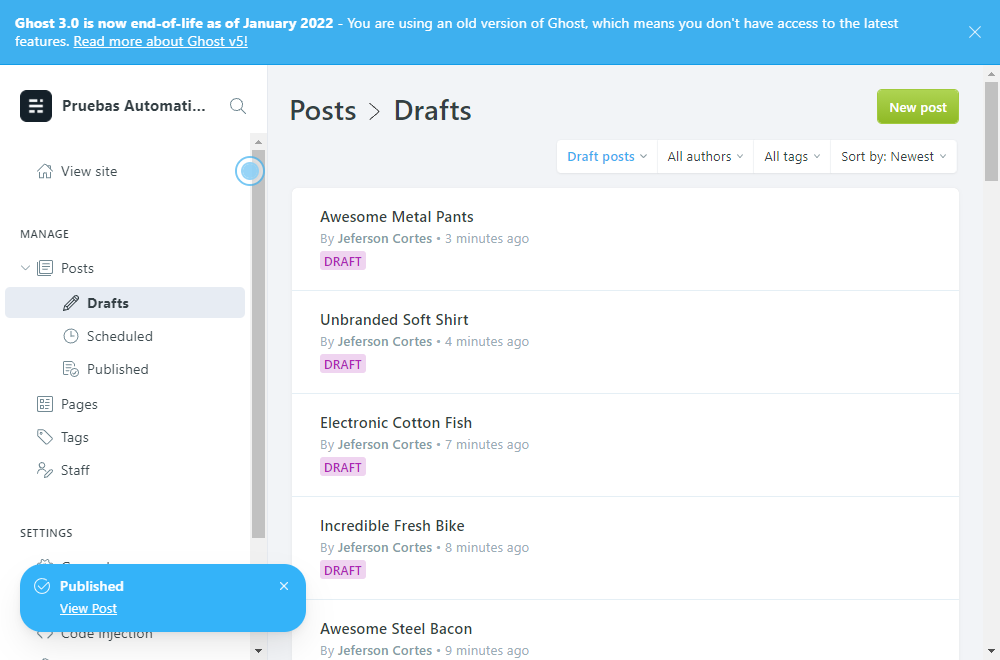 Ghost 3.0 is now end-of-life as of January 2022 - You are using an old version of Ghost, which means you don't have access to the latest
features. Read more about Ghost v5!
Pruebas Automati...
View site
MANAGE
Posts
Drafts
Scheduled
Published
Pages
Tags
Staff
SETTINGS
Code Injection
Published
View Post
Posts > Drafts
New post
Draft posts
All authors
All tags
Sort by: Newest
Awesome Metal Pants
By Jeferson Cortes • 3 minutes ago
DRAFT
Unbranded Soft Shirt
By Jeferson Cortes • 4 minutes ago
DRAFT
Electronic Cotton Fish
By Jeferson Cortes • 7 minutes ago
DRAFT
Incredible Fresh Bike
By Jeferson Cortes • 8 minutes ago
DRAFT
Awesome Steel Bacon
By Jeferson Cortes • 9 minutes ago